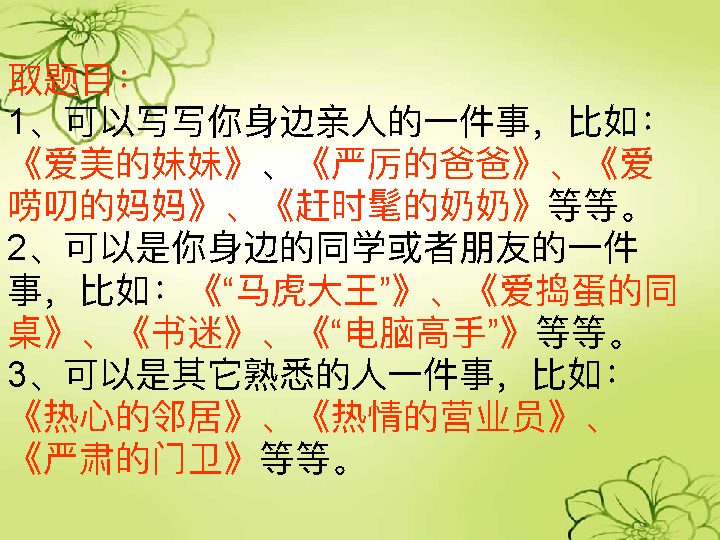 取题目：
1、可以写写你身边亲人的一件事，比如：
《爱美的妹妹》、《严厉的爸爸》、《爱
唠叨的妈妈》、《赶时髦的奶奶》等等。
2、可以是你身边的同学或者朋友的一件
事，比如：《“马虎大王”》、《爱捣蛋的同
桌》、《书迷》、《“电脑高手”》等等。
3、可以是其它熟悉的人一件事，比如：
《热心的邻居》、《热情的营业员》、
《严肃的门卫》等等。